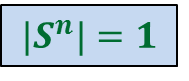 |Sⁿ| = 1